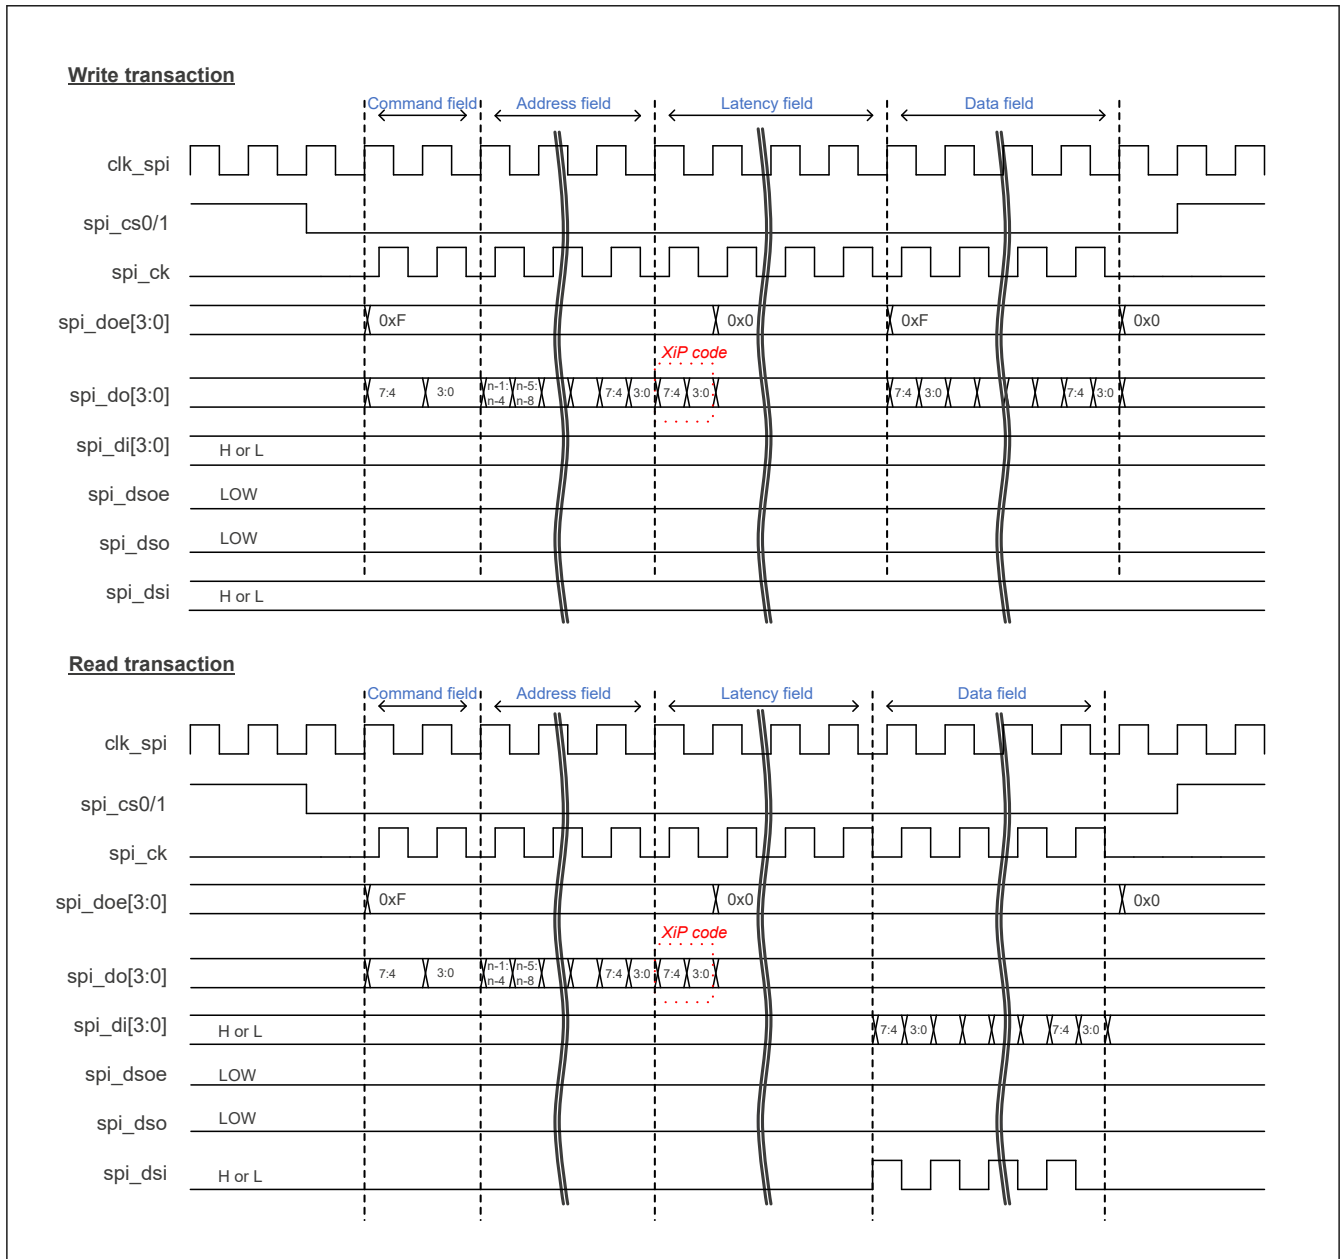 Write transaction
Command field Address field Latency field Data field
clk_spi
spi_cs0/1
spi_ck
spi_doe[3:0] 0xF 0x0 0xF 0x0
XiP code
spi_do[3:0] 7:4 3:0 n-1: n-4 n-5: n-8 7:4 3:0 7:4 3:0 7:4 3:0 7:4 3:0
spi_di[3:0] H or L
spi_dsoe LOW
spi_dso LOW
spi_dsi H or L
Read transaction
Command field Address field Latency field Data field
clk_spi
spi_cs0/1
spi_ck
spi_doe[3:0] 0xF 0x0 0x0
XiP code
spi_do[3:0] 7:4 3:0 n-1: n-4 n-5: n-8 7:4 3:0 7:4 3:0
spi_di[3:0] H or L 7:4 3:0 7:4 3:0
spi_dsoe LOW
spi_dso LOW
spi_dsi H or L